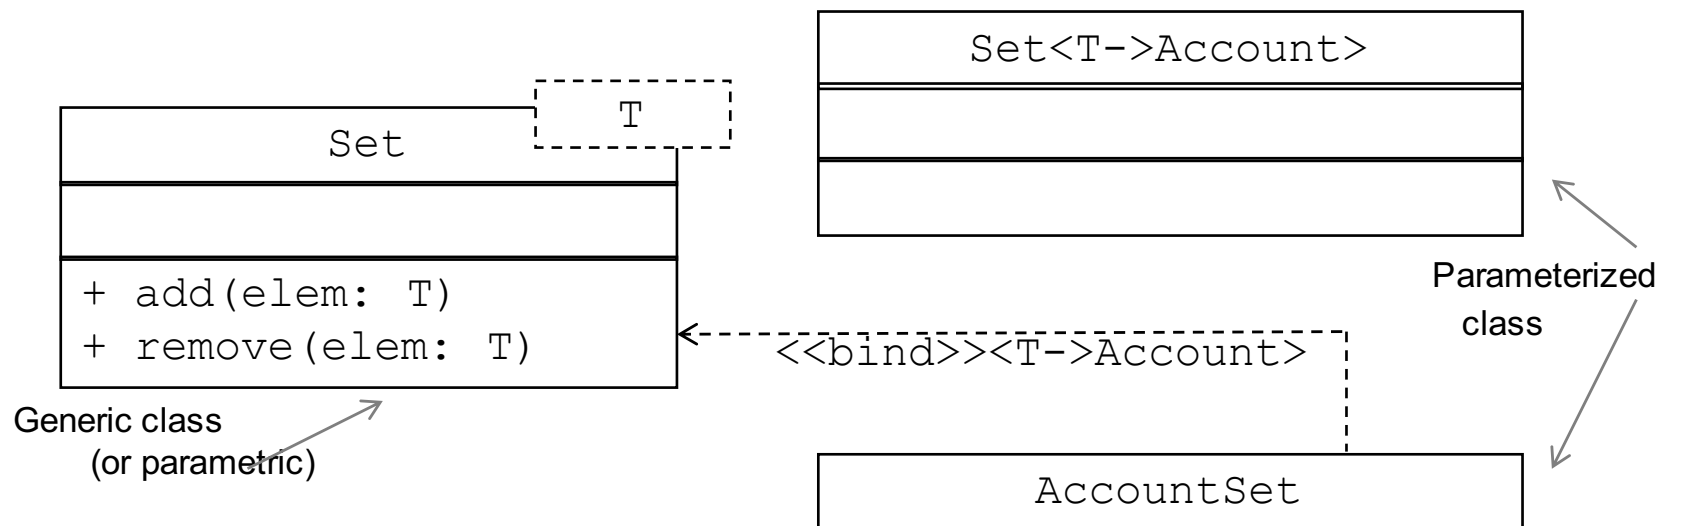 Set<T->Account>
T
Set
+ add(elem: T)
+ remove(elem: T)
<<bind>><T->Account>
Parameterized
class
Generic class
(or parametric)
AccountSet